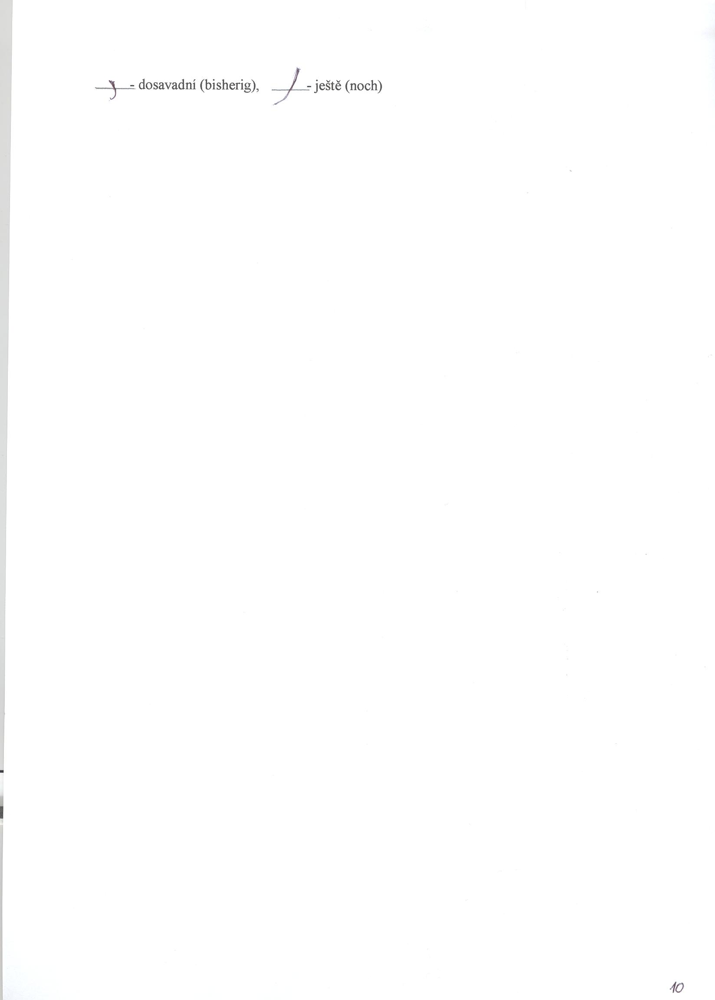 - dosavadní (bisherig), - ještě (noch)
10